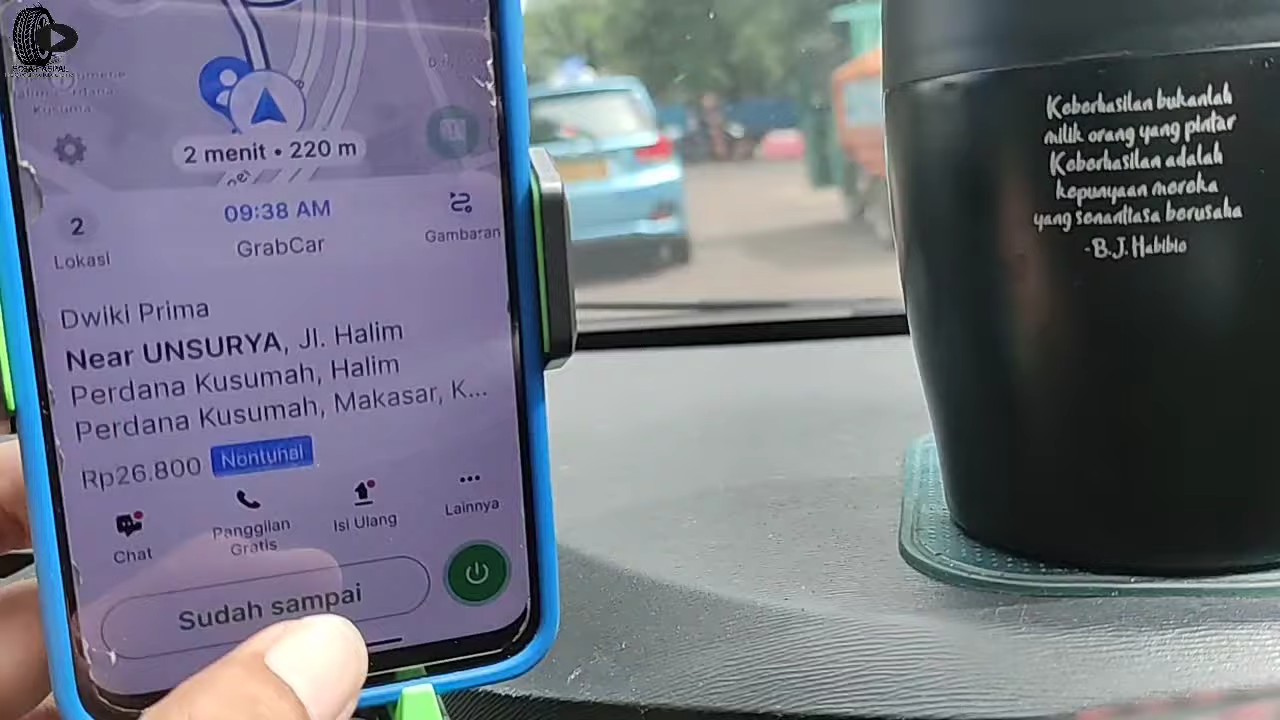 2 menit • 220 m
09:38 AM
GrabCar
2
Lokasi
Gambaran
Dwiki Prima
Near UNSURYA, Jl. Halim
Perdana Kusumah, Halim
Perdana Kusumah, Makasar, K...
Rp26.800 Nontunai
Chat
Panggilan
Gratis
Isi Ulang
Lainnya
Sudah sampai
Keberhasilan bukanlah
milik orang yang pintar
Keberhasilan adalah
kepunyaan mereka
yang senantiasa berusaha
-B.J. Habibie